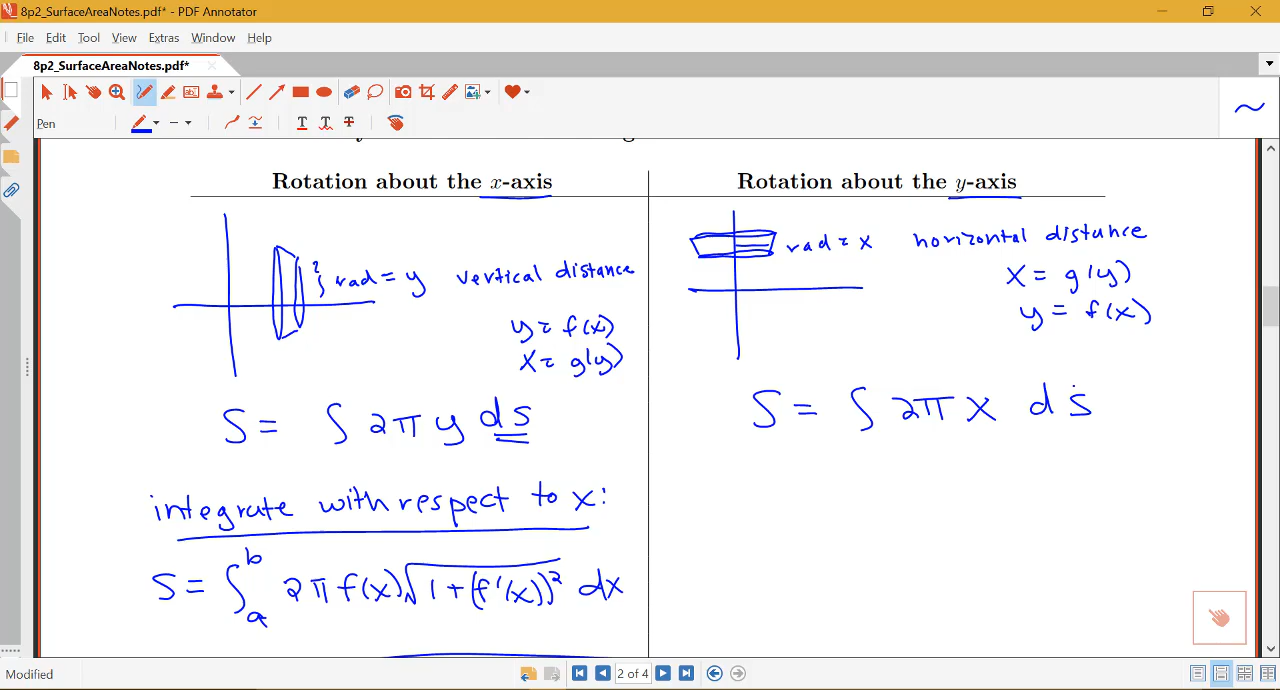 8p2_SurfaceAreaNotes.pdf* - PDF Annotator
File Edit Tool View Extras Window Help
8p2_SurfaceAreaNotes.pdf*
Pen
Rotation about the x-axis
rad = y vertical distance
y = f(x)
x = g(y)
S = ∫ 2π y ds
integrate with respect to x:
S = ∫_a^b 2π f(x) √(1+(f'(x))²) dx
Rotation about the y-axis
rad = x horizontal distance
x = g(y)
y = f(x)
S = ∫ 2π x ds
Modified
2 of 4